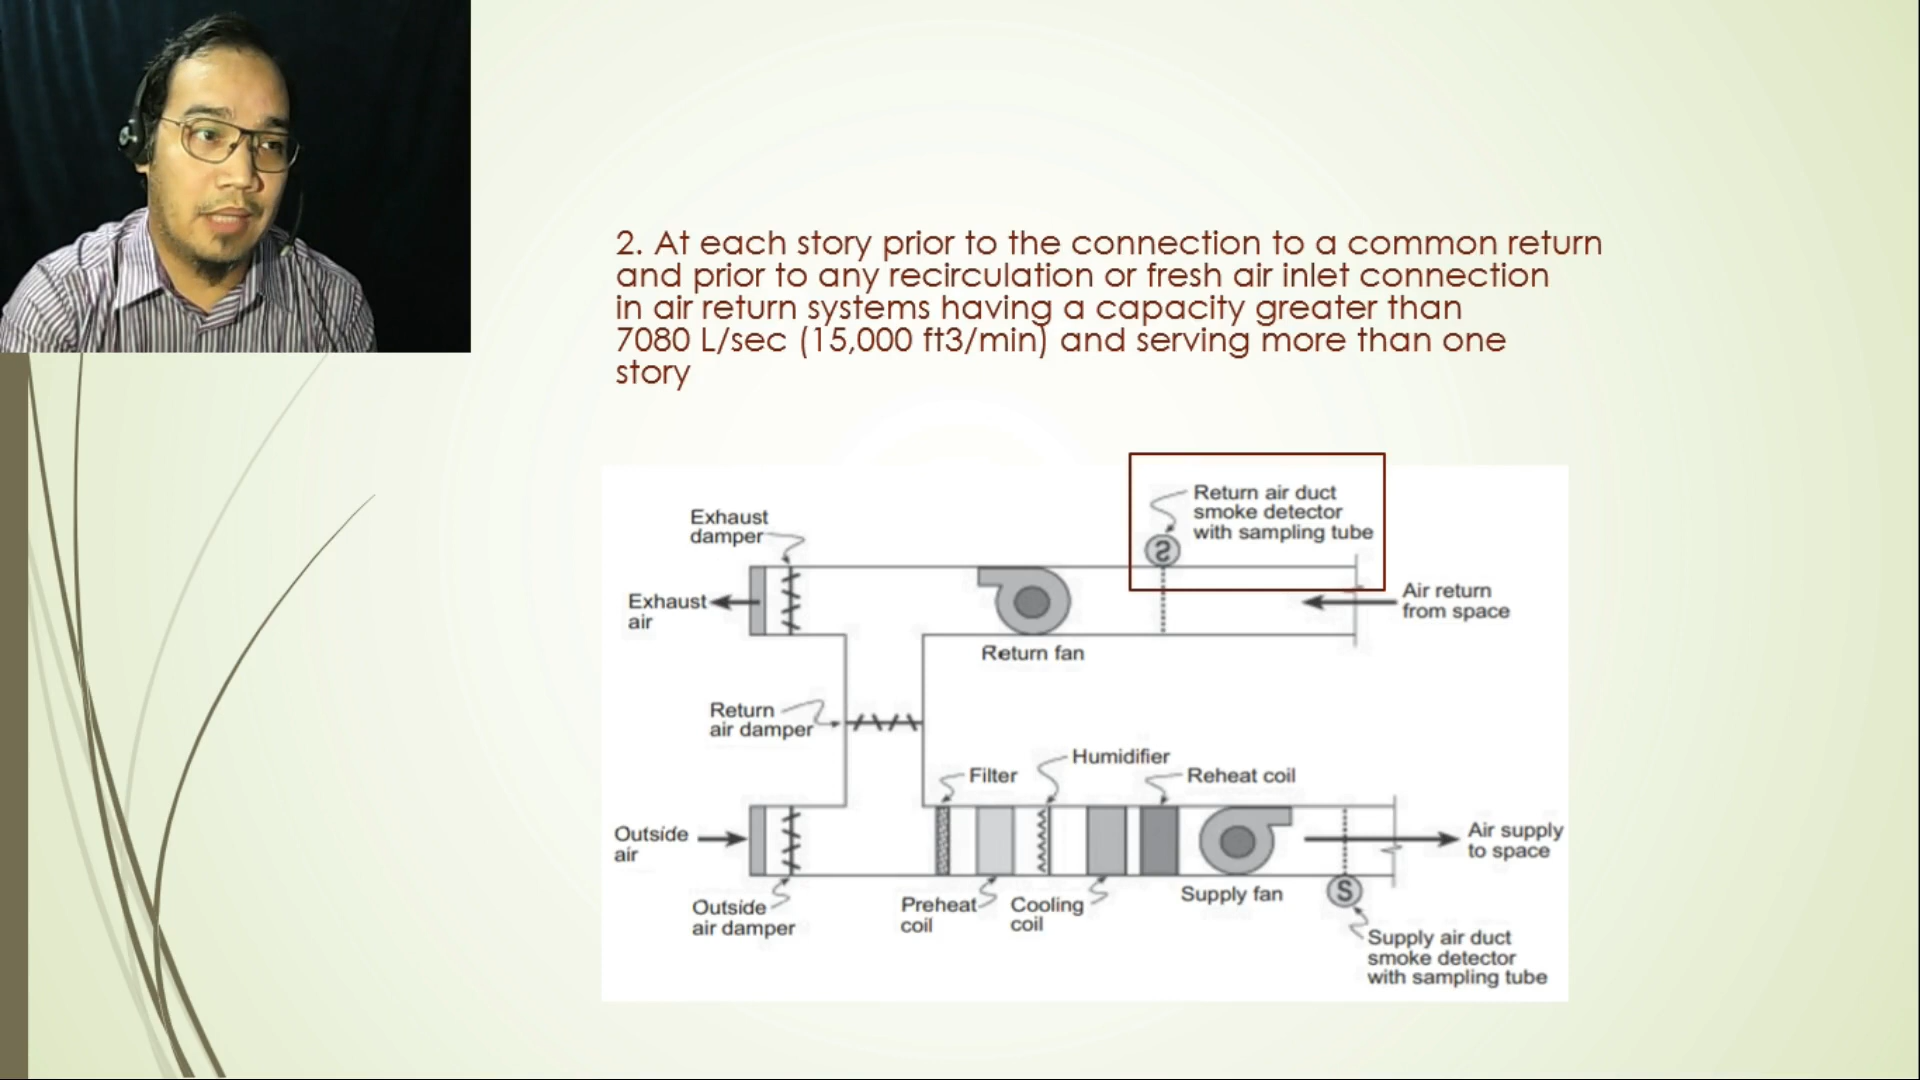 2. At each story prior to the connection to a common return
and prior to any recirculation or fresh air inlet connection
in air return systems having a capacity greater than
7080 L/sec (15,000 ft3/min) and serving more than one
story
Return air duct
smoke detector
with sampling tube
Exhaust
damper
S
Exhaust
air
Air return
from space
Return fan
Return
air damper
Humidifier
Filter
Reheat coil
Outside
air
Air supply
to space
Outside
air damper
Preheat
coil
Cooling
coil
Supply fan
S
Supply air duct
smoke detector
with sampling tube